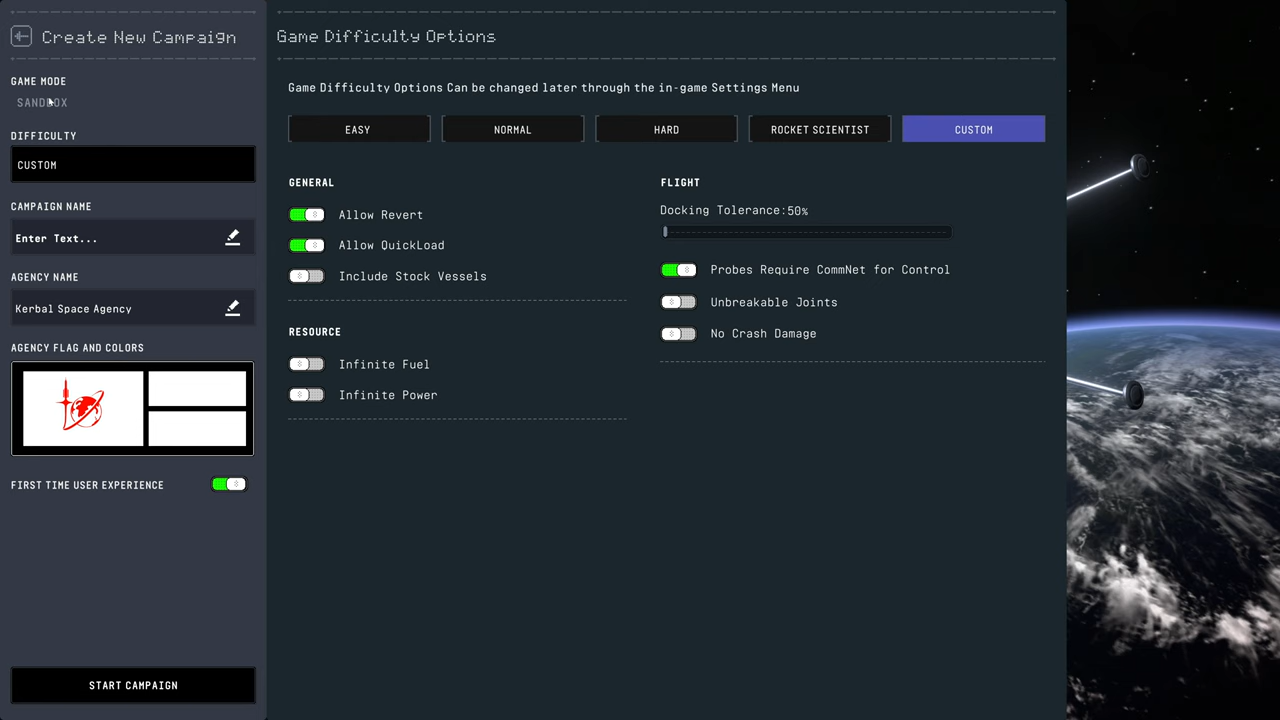 Create New Campaign
GAME MODE
SANDBOX
DIFFICULTY
CUSTOM
CAMPAIGN NAME
Enter Text...
AGENCY NAME
Kerbal Space Agency
AGENCY FLAG AND COLORS
FIRST TIME USER EXPERIENCE
START CAMPAIGN
Game Difficulty Options
Game Difficulty Options Can be changed later through the in-game Settings Menu
EASY NORMAL HARD ROCKET SCIENTIST CUSTOM
GENERAL
Allow Revert
Allow QuickLoad
Include Stock Vessels
RESOURCE
Infinite Fuel
Infinite Power
FLIGHT
Docking Tolerance:50%
Probes Require CommNet for Control
Unbreakable Joints
No Crash Damage